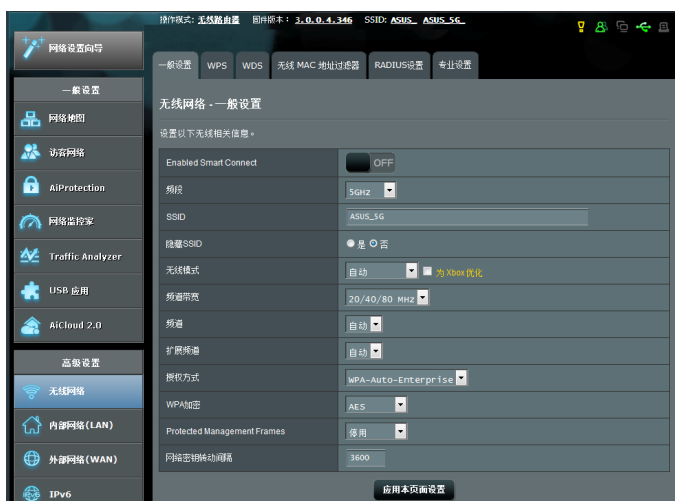 操作模式: 无线路由器 固件版本: 3.0.0.4.346 SSID: ASUS_ ASUS_5G_
网络设置向导
一般设置
网络地图
访客网络
AiProtection
网络监控家
Traffic Analyzer
USB 应用
AiCloud 2.0
高级设置
无线网络
内部网络(LAN)
外部网络(WAN)
IPv6
一般设置 WPS WDS 无线 MAC 地址过滤器 RADIUS设置 专业设置
无线网络 - 一般设置
设置以下无线相关信息。
Enabled Smart Connect OFF
频段 5GHz
SSID ASUS_5G
隐藏SSID 是 否
无线模式 自动 为 Xbox 优化
频道带宽 20/40/80 MHz
频道 自动
扩展频道 自动
授权方式 WPA-Auto-Enterprise
WPA加密 AES
Protected Management Frames 停用
网络密钥转动间隔 3600
应用本页面设置